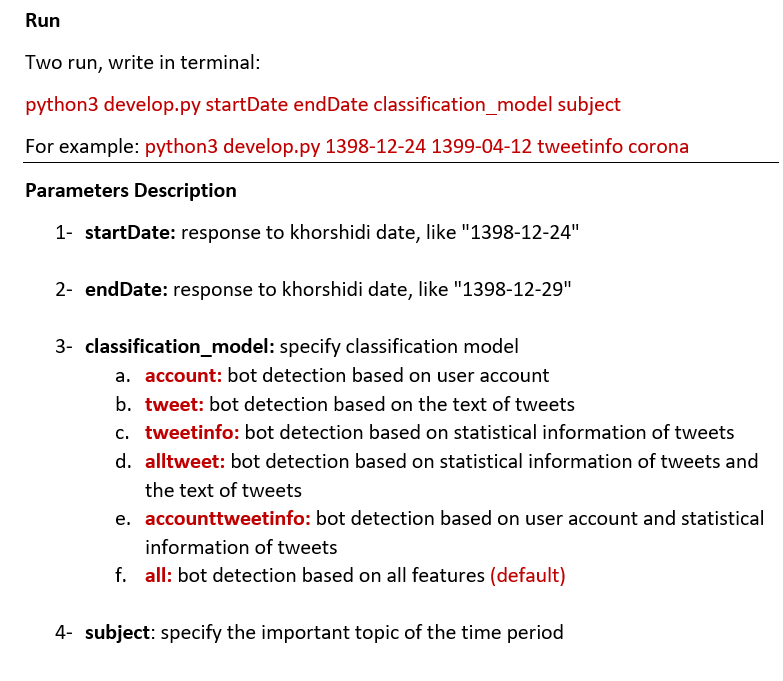 Run
Two run, write in terminal:
python3 develop.py startDate endDate classification_model subject
For example: python3 develop.py 1398-12-24 1399-04-12 tweetinfo corona
Parameters Description
1- startDate: response to khorshidi date, like "1398-12-24"
2- endDate: response to khorshidi date, like "1398-12-29"
3- classification_model: specify classification model
a. account: bot detection based on user account
b. tweet: bot detection based on the text of tweets
c. tweetinfo: bot detection based on statistical information of tweets
d. alltweet: bot detection based on statistical information of tweets and
the text of tweets
e. accounttweetinfo: bot detection based on user account and statistical
information of tweets
f. all: bot detection based on all features (default)
4- subject: specify the important topic of the time period